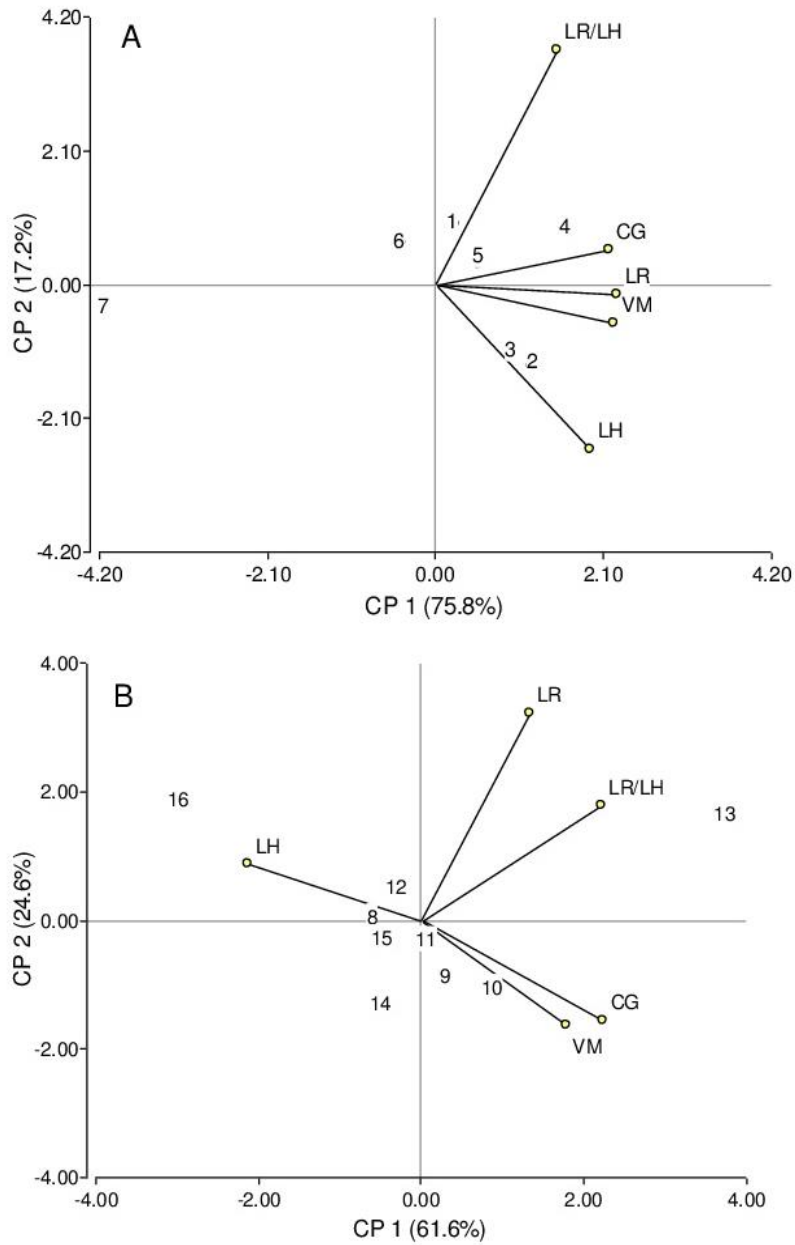 4.20
A
LR/LH
2.10
1
4
6
CG
5
LR
0.00
7
VM
3
2
-2.10
LH
-4.20
-4.20 -2.10 0.00 2.10 4.20
CP 1 (75.8%)
CP 2 (17.2%)
4.00
B
LR
2.00
LR/LH
16
13
LH
12
8
0.00
15
11
9
10
14
CG
-2.00
VM
-4.00
-4.00 -2.00 0.00 2.00 4.00
CP 1 (61.6%)
CP 2 (24.6%)